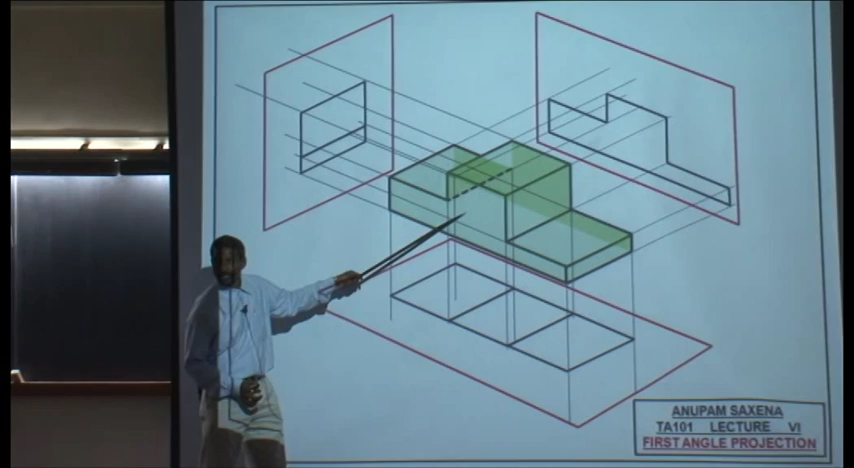 ANUPAM SAXENA
TA101 LECTURE VI
FIRST ANGLE PROJECTION